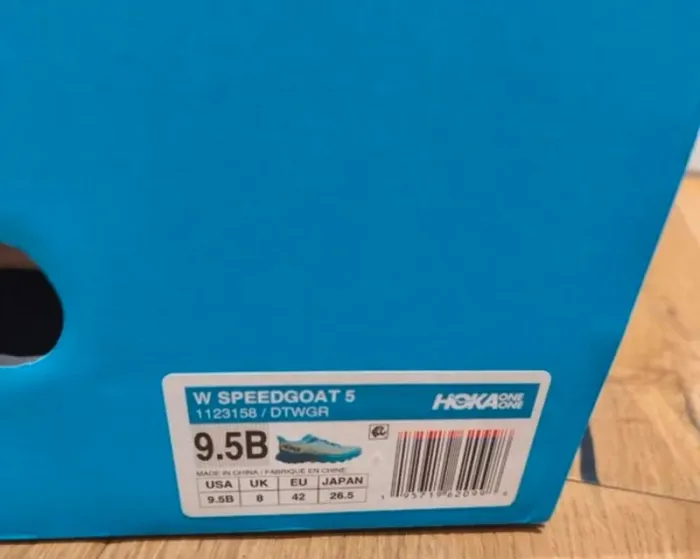 W SPEEDGOAT 5
1123158 / DTWGR
HOKA ONE ONE
9.5B
MADE IN CHINA / FABRIQUE EN CHINE
USA UK EU JAPAN
9.5B 8 42 26.5